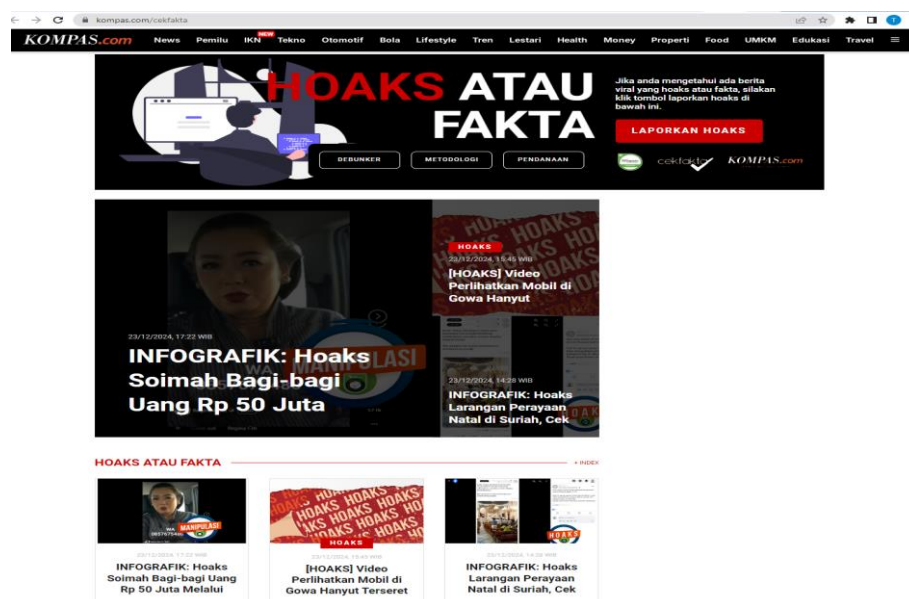 kompas.com/cekfakta
KOMPAS.com News Pemilu IKN NEW Tekno Otomotif Bola Lifestyle Tren Lestari Health Money Properti Food UMKM Edukasi Travel
HOAKS ATAU
FAKTA
DEBUNKER METODOLOGI PENDANAAN
Jika anda mengetahui ada berita
viral yang hoaks atau fakta, silakan
klik tombol laporkan hoaks di
bawah ini.
LAPORKAN HOAKS
cekfakta KOMPAS.com
23/12/2024, 17:22 WIB
INFOGRAFIK: Hoaks
Soimah Bagi-bagi
Uang Rp 50 Juta
WA MANIPULASI
HOAKS
23/12/2024, 15:45 WIB
[HOAKS] Video
Perlihatkan Mobil di
Gowa Hanyut
23/12/2024, 14:28 WIB
INFOGRAFIK: Hoaks
Larangan Perayaan
Natal di Suriah, Cek
HOAKS ATAU FAKTA
+ INDEX
WA MANIPULASI
23/12/2024, 17:22 WIB
INFOGRAFIK: Hoaks
Soimah Bagi-bagi Uang
Rp 50 Juta Melalui
HOAKS
23/12/2024, 15:45 WIB
[HOAKS] Video
Perlihatkan Mobil di
Gowa Hanyut Terseret
HOAKS
23/12/2024, 14:28 WIB
INFOGRAFIK: Hoaks
Larangan Perayaan
Natal di Suriah, Cek